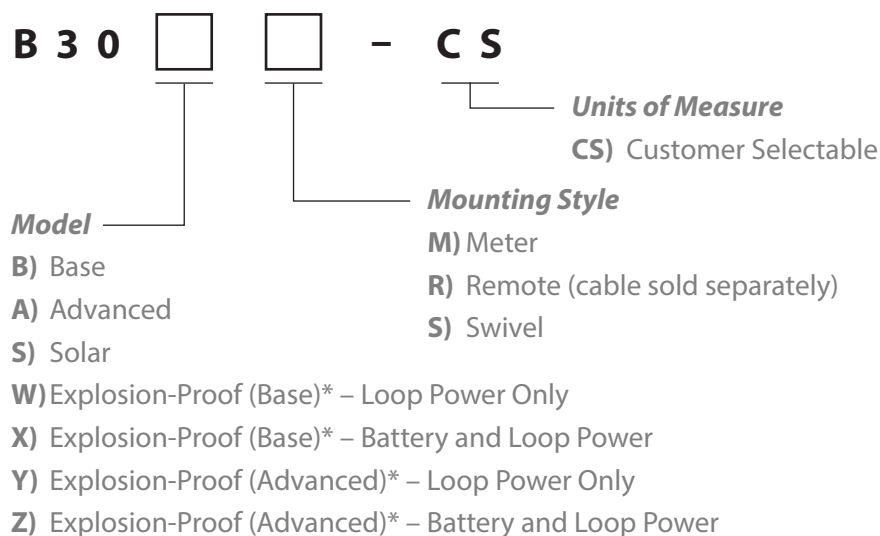 B 3 0 – C S
Units of Measure
CS) Customer Selectable
Mounting Style
M) Meter
R) Remote (cable sold separately)
S) Swivel
Model
B) Base
A) Advanced
S) Solar
W) Explosion-Proof (Base)* – Loop Power Only
X) Explosion-Proof (Base)* – Battery and Loop Power
Y) Explosion-Proof (Advanced)* – Loop Power Only
Z) Explosion-Proof (Advanced)* – Battery and Loop Power